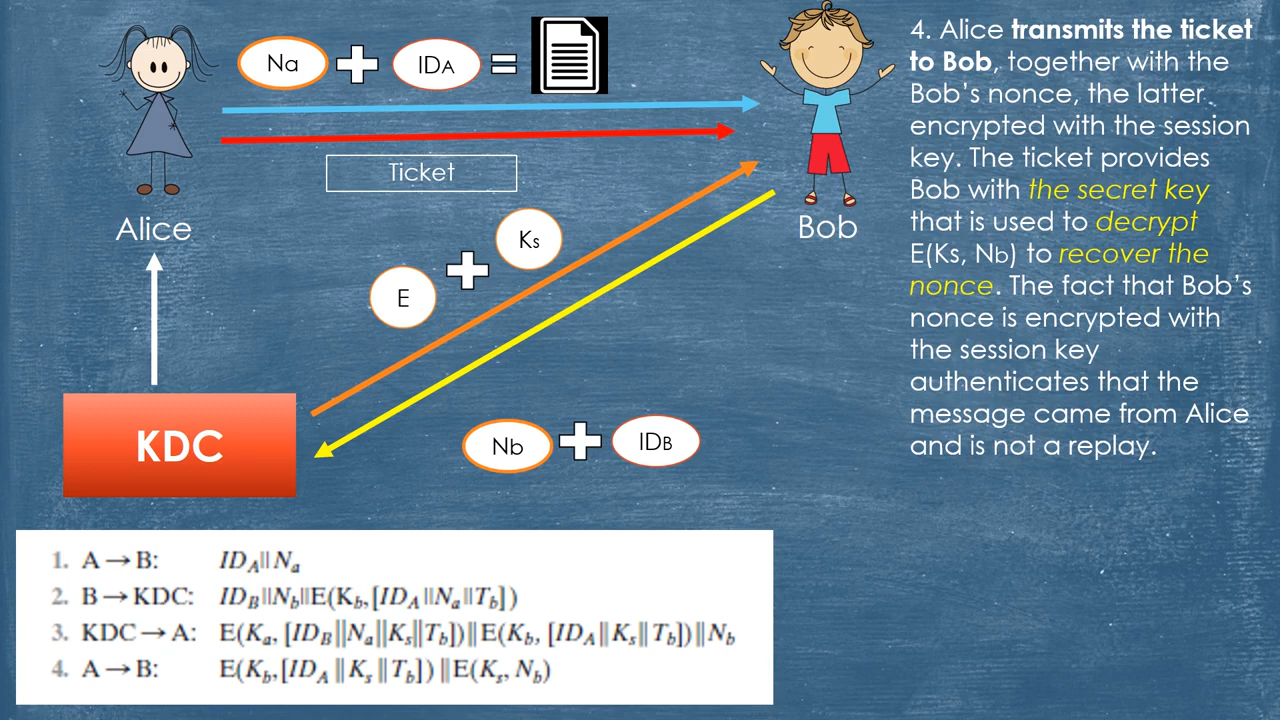 Na
IDA
Ticket
Alice
Bob
Ks
E
KDC
Nb
IDB
4. Alice transmits the ticket
to Bob, together with the
Bob’s nonce, the latter
encrypted with the session
key. The ticket provides
Bob with the secret key
that is used to decrypt
E(Ks, Nb) to recover the
nonce. The fact that Bob’s
nonce is encrypted with
the session key
authenticates that the
message came from Alice
and is not a replay.
1. A → B: IDA||Na
2. B → KDC: IDB||Nb||E(Kb,[IDA||Na||Tb])
3. KDC → A: E(Ka, [IDB||Na||Ks||Tb])||E(Kb, [IDA||Ks||Tb])||Nb
4. A → B: E(Kb,[IDA||Ks||Tb])||E(Ks, Nb)